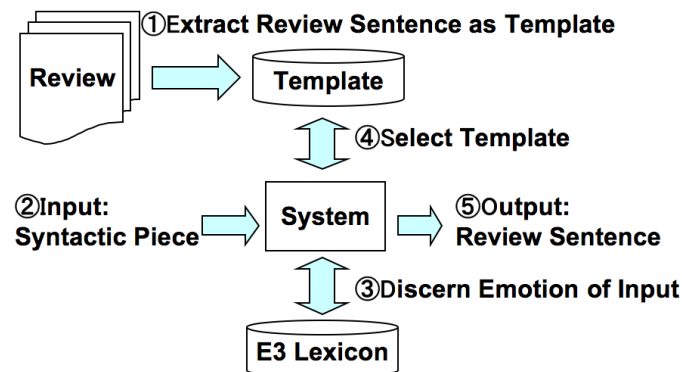 ①Extract Review Sentence as Template
Review
Template
④Select Template
②Input:
Syntactic Piece
System
⑤Output:
Review Sentence
③Discern Emotion of Input
E3 Lexicon